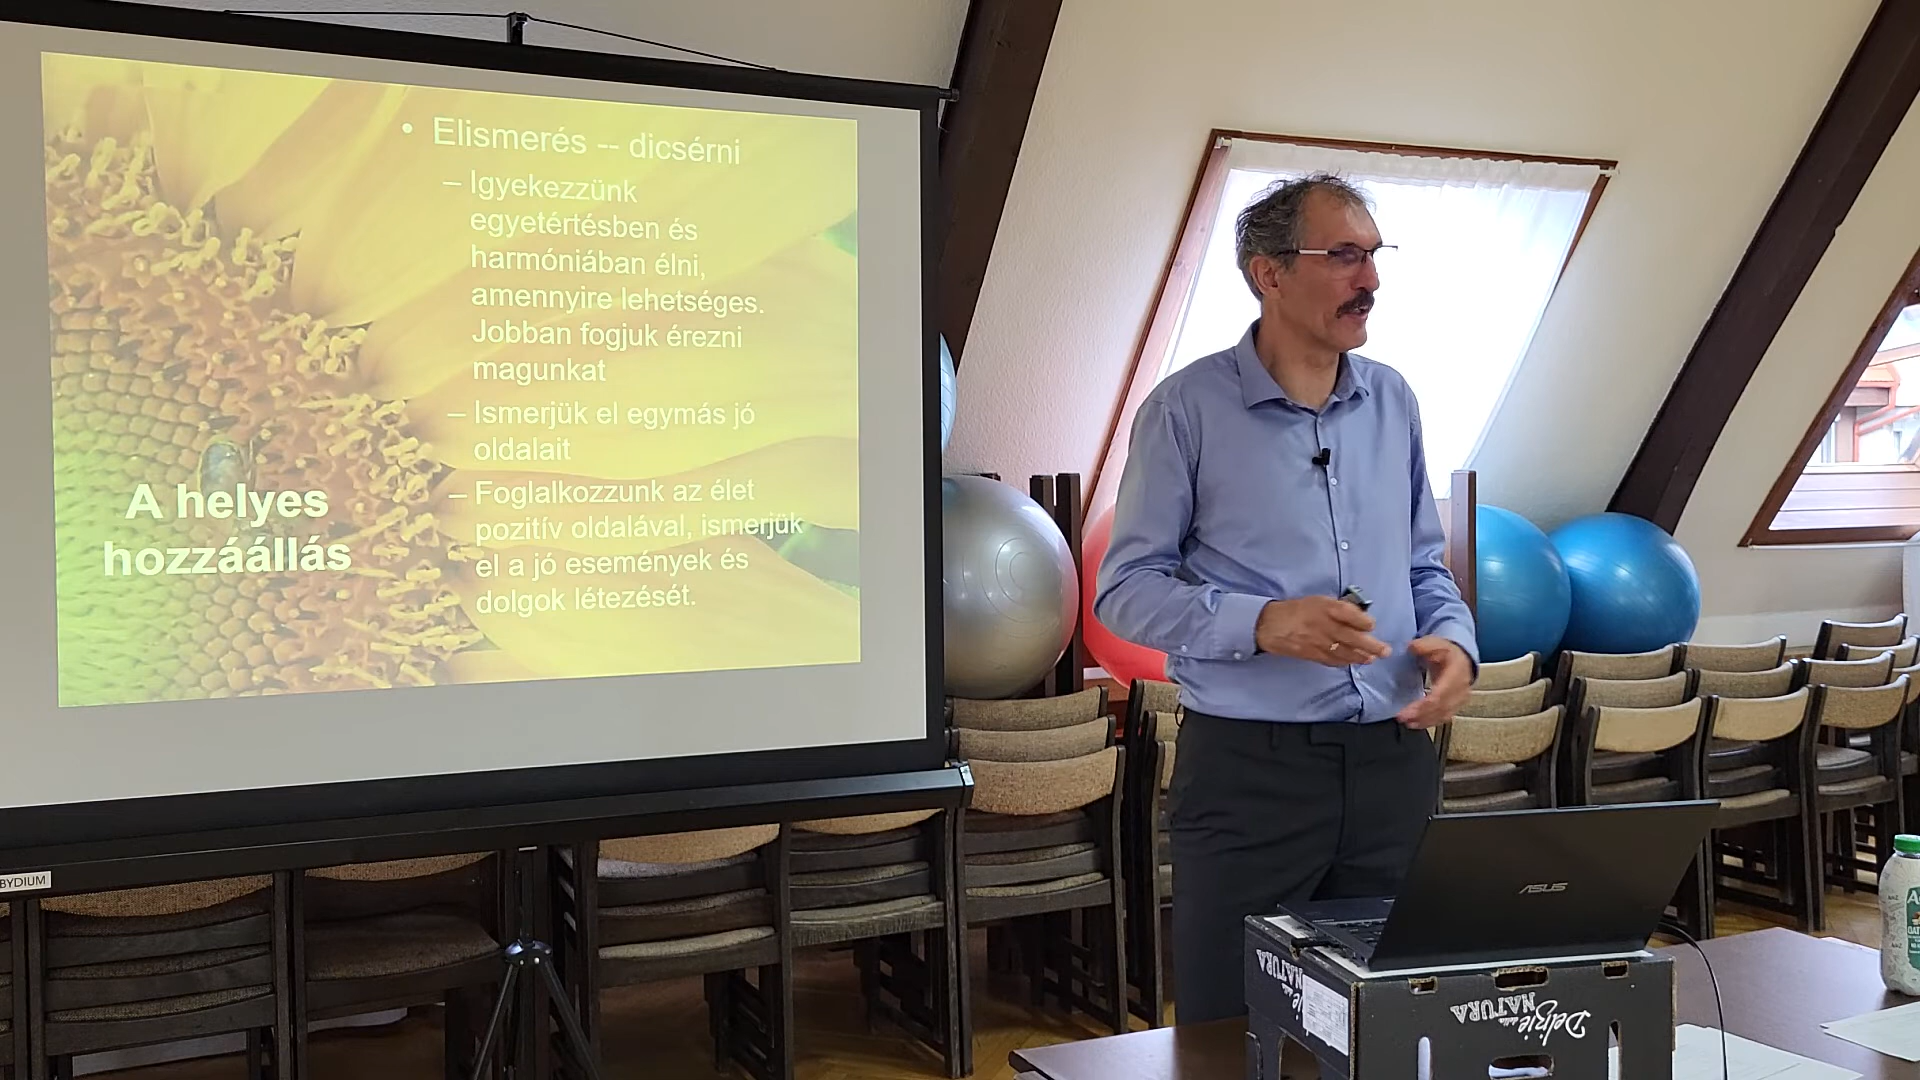 • Elismerés -- dicsérni
– Igyekezzünk
egyetértésben és
harmóniában élni,
amennyire lehetséges.
Jobban fogjuk érezni
magunkat
– Ismerjük el egymás jó
oldalait
– Foglalkozzunk az élet
pozitív oldalával, ismerjük
el a jó események és
dolgok létezését.
A helyes
hozzáállás
BYDIUM
ASUS
Delizie
NATURA
NATURA